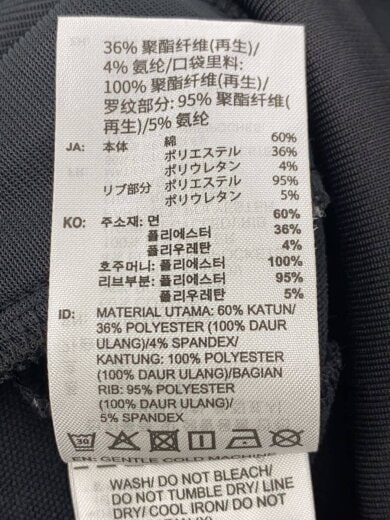 36% 聚酯纤维(再生)/
4% 氨纶/口袋里料:
100% 聚酯纤维(再生)/
罗纹部分: 95% 聚酯纤维(
再生)/5% 氨纶
JA: 本体 綿 60%
ポリエステル 36%
ポリウレタン 4%
リブ部分 ポリエステル 95%
ポリウレタン 5%
KO: 주소재: 면 60%
폴리에스터 36%
폴리우레탄 4%
호주머니: 폴리에스터 100%
리브부분: 폴리에스터 95%
폴리우레탄 5%
ID: MATERIAL UTAMA: 60% KATUN/
36% POLYESTER (100% DAUR
ULANG)/4% SPANDEX/
KANTUNG: 100% POLYESTER
(100% DAUR ULANG)/BAGIAN
RIB: 95% POLYESTER
(100% DAUR ULANG)/
5% SPANDEX
30
EN: GENTLE COLD MACHINE
WASH/ DO NOT BLEACH/
DO NOT TUMBLE DRY/ LINE
DRY/ COOL IRON/ DO NOT